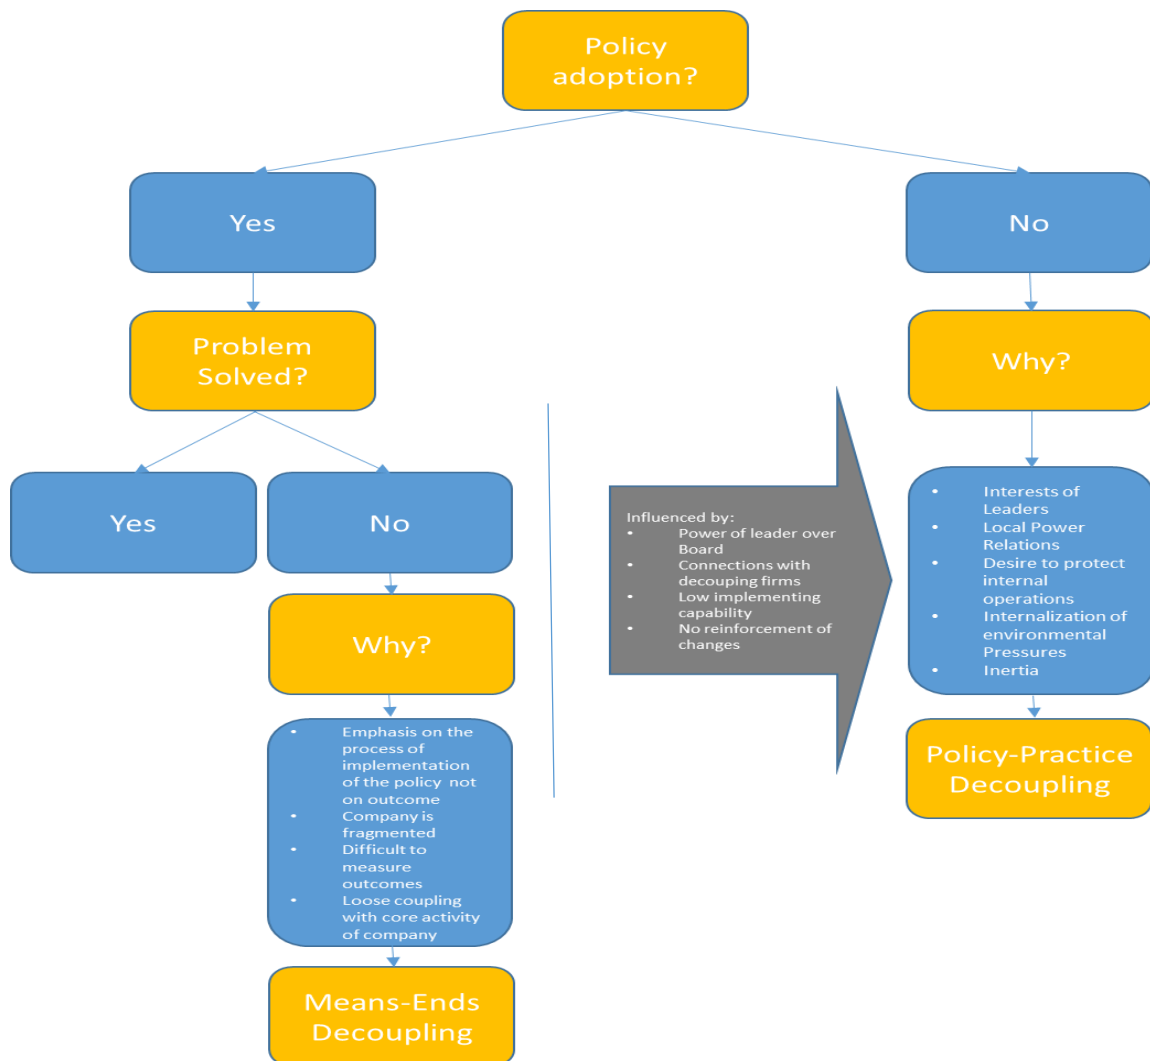 Policy
adoption?
Yes
No
Problem
Solved?
Why?
Yes
No
Influenced by:
• Power of leader over
Board
• Connections with
decouping firms
• Low implementing
capability
• No reinforcement of
changes
• Interests of
Leaders
• Local Power
Relations
• Desire to protect
internal
operations
• Internalization of
environmental
Pressures
• Inertia
Why?
• Emphasis on the
process of
implementation
of the policy not
on outcome
• Company is
fragmented
• Difficult to
measure
outcomes
• Loose coupling
with core activity
of company
Policy-Practice
Decoupling
Means-Ends
Decoupling